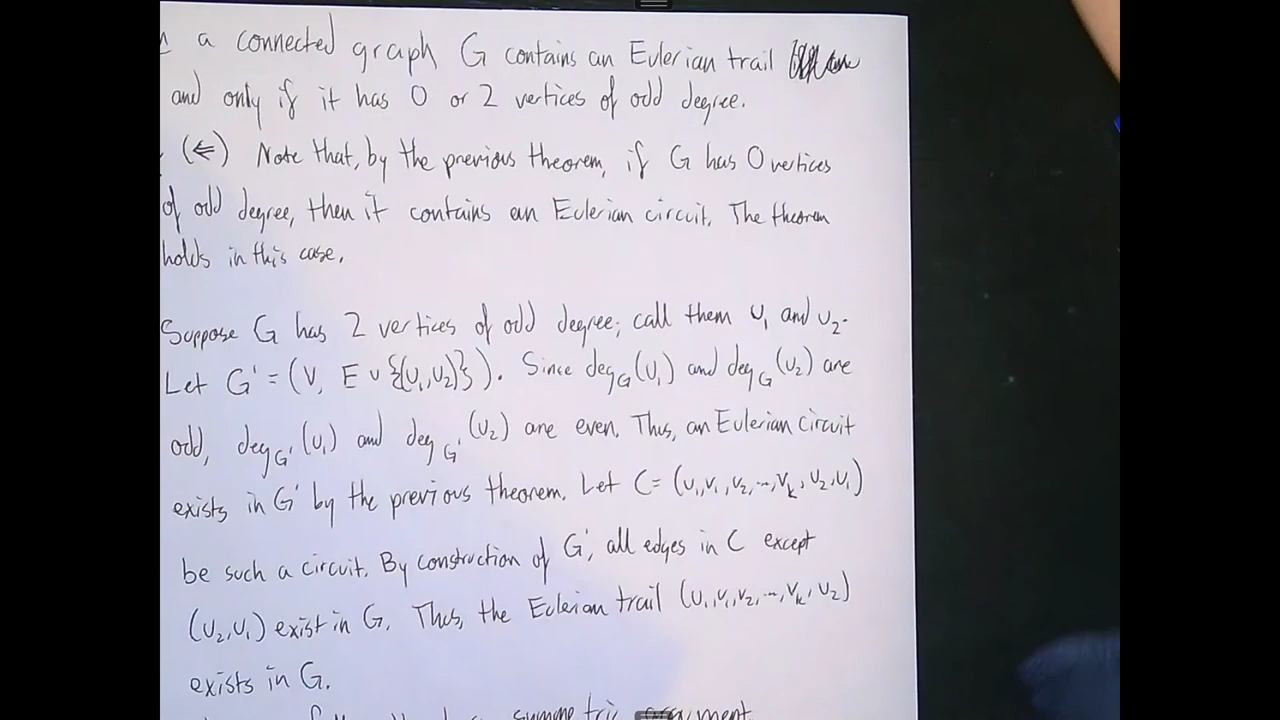 a connected graph G contains an Eulerian trail
and only if it has 0 or 2 vertices of odd degree.
(⇐) Note that, by the previous theorem, if G has 0 vertices
of odd degree, then it contains an Eulerian circuit. The theorem
holds in this case.
Suppose G has 2 vertices of odd degree; call them u₁ and u₂.
Let G' = (V, E ∪ {(u₁,u₂)}). Since deg_G(u₁) and deg_G(u₂) are
odd, deg_G'(u₁) and deg_G'(u₂) are even. Thus, an Eulerian circuit
exists in G' by the previous theorem. Let C = (u₁,v₁,v₂,...,vₖ,u₂,u₁)
be such a circuit. By construction of G', all edges in C except
(u₂,u₁) exist in G. Thus, the Eulerian trail (u₁,v₁,v₂,...,vₖ,u₂)
exists in G.
symmetric argument